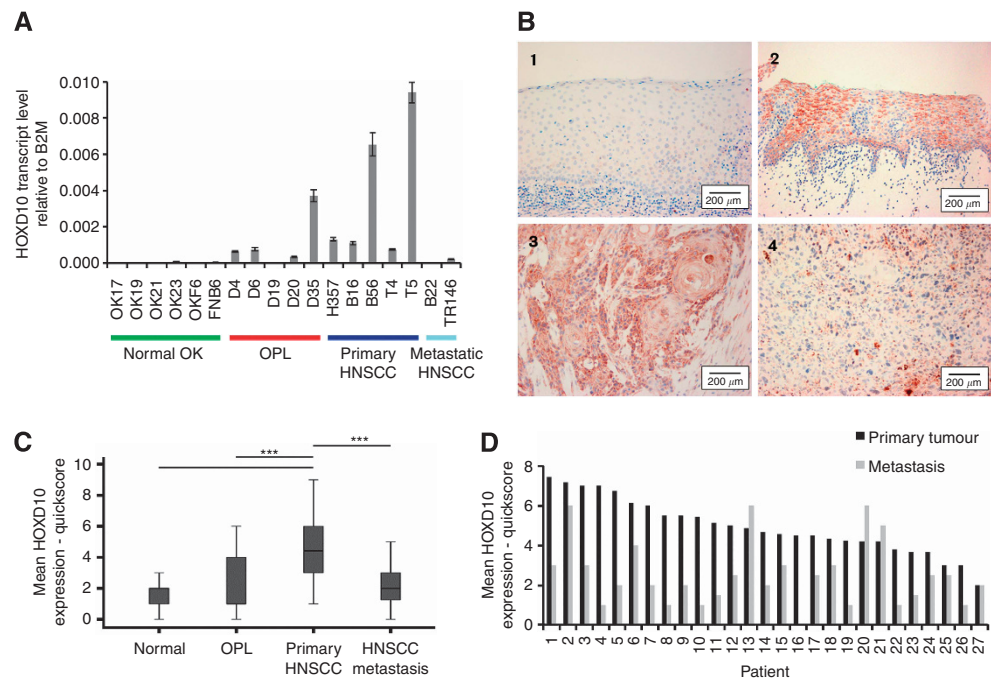 A
HOXD10 transcript level
relative to B2M
0.010
0.008
0.006
0.004
0.002
0.000
OK17
OK19
OK21
OK23
OKF6
FNB6
D4
D6
D19
D20
D35
H357
B16
B56
T4
T5
B22
TR146
Normal OK
OPL
Primary
HNSCC
Metastatic
HNSCC
B
1
200 μm
2
200 μm
3
200 μm
4
200 μm
C
Mean HOXD10
expression - quickscore
10
8
6
4
2
0
***
***
Normal
OPL
Primary
HNSCC
HNSCC
metastasis
D
Primary tumour
Metastasis
Mean HOXD10
expression - quickscore
8
6
4
2
0
1
2
3
4
5
6
7
8
9
10
11
12
13
14
15
16
17
18
19
20
21
22
23
24
25
26
27
Patient